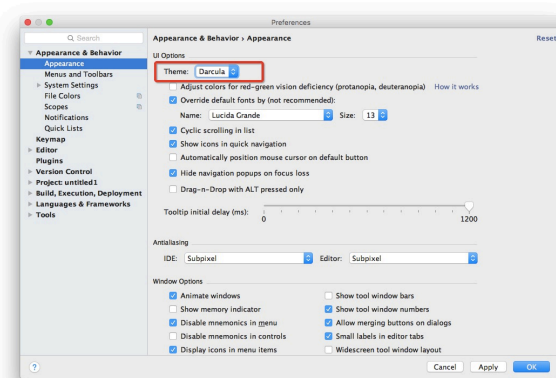 Preferences
Search
Appearance & Behavior › Appearance
Reset
Appearance & Behavior
Appearance
Menus and Toolbars
System Settings
File Colors
Scopes
Notifications
Quick Lists
Keymap
Editor
Plugins
Version Control
Project: untitled1
Build, Execution, Deployment
Languages & Frameworks
Tools
UI Options
Theme: Darcula
Adjust colors for red-green vision deficiency (protanopia, deuteranopia) How it works
Override default fonts by (not recommended):
Name: Lucida Grande Size: 13
Cyclic scrolling in list
Show icons in quick navigation
Automatically position mouse cursor on default button
Hide navigation popups on focus loss
Drag-n-Drop with ALT pressed only
Tooltip initial delay (ms):
0 1200
Antialiasing
IDE: Subpixel Editor: Subpixel
Window Options
Animate windows Show tool window bars
Show memory indicator Show tool window numbers
Disable mnemonics in menu Allow merging buttons on dialogs
Disable mnemonics in controls Small labels in editor tabs
Display icons in menu items Widescreen tool window layout
? Cancel Apply OK